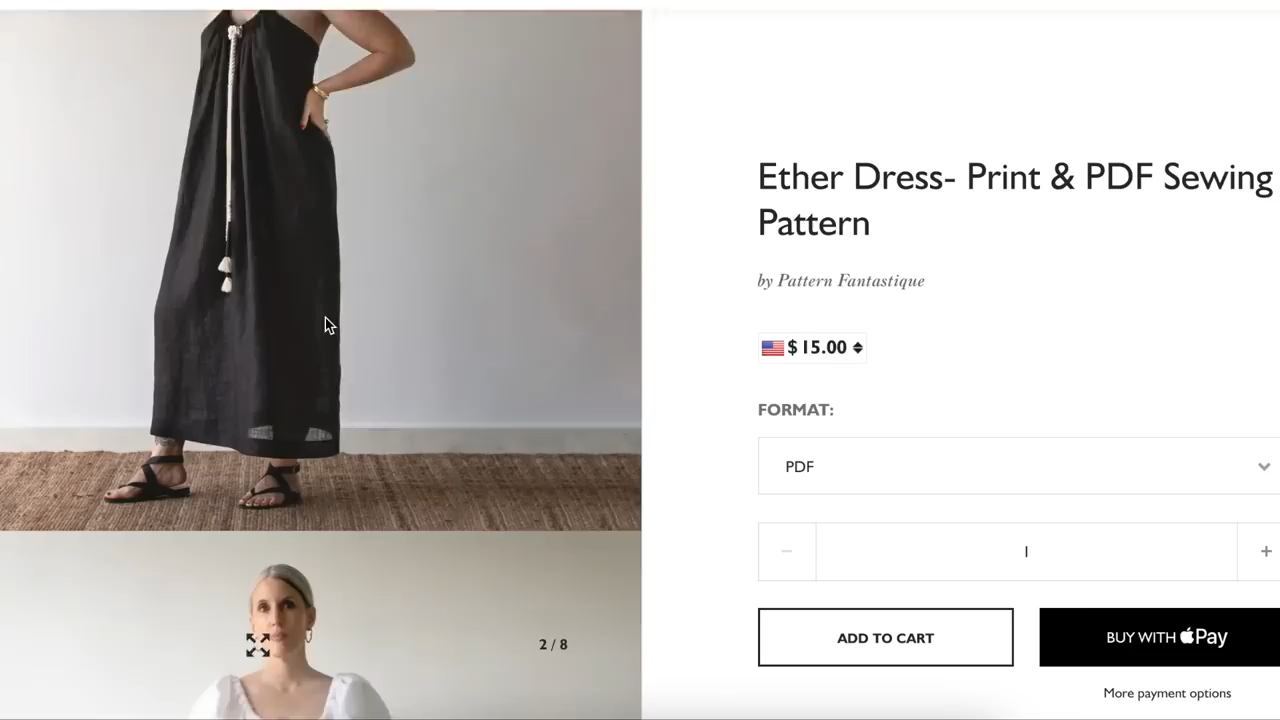 Ether Dress- Print & PDF Sewing
Pattern
by Pattern Fantastique
$ 15.00
FORMAT:
PDF
1
2 / 8
ADD TO CART
BUY WITH Pay
More payment options